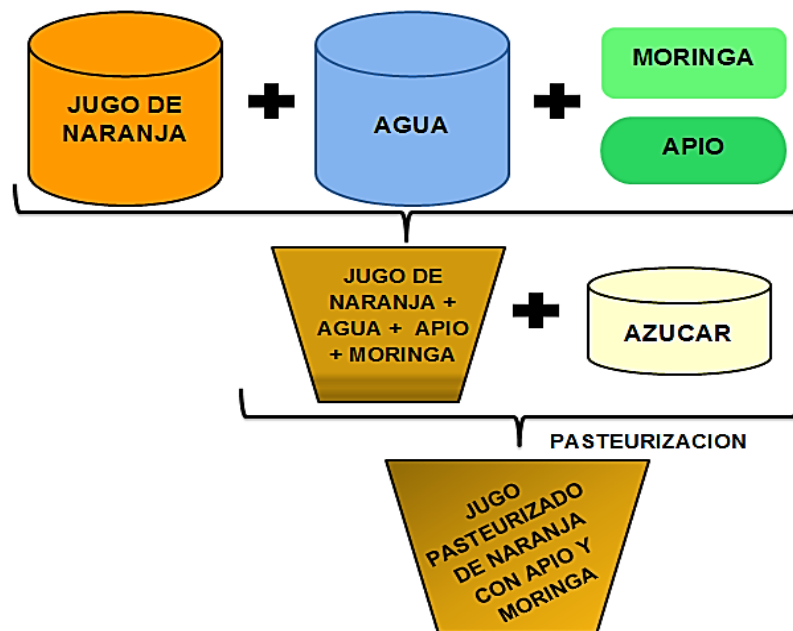 JUGO DE
NARANJA
AGUA
MORINGA
APIO
JUGO DE
NARANJA +
AGUA + APIO
+ MORINGA
AZUCAR
PASTEURIZACION
JUGO
PASTEURIZADO
DE NARANJA
CON APIO Y
MORINGA